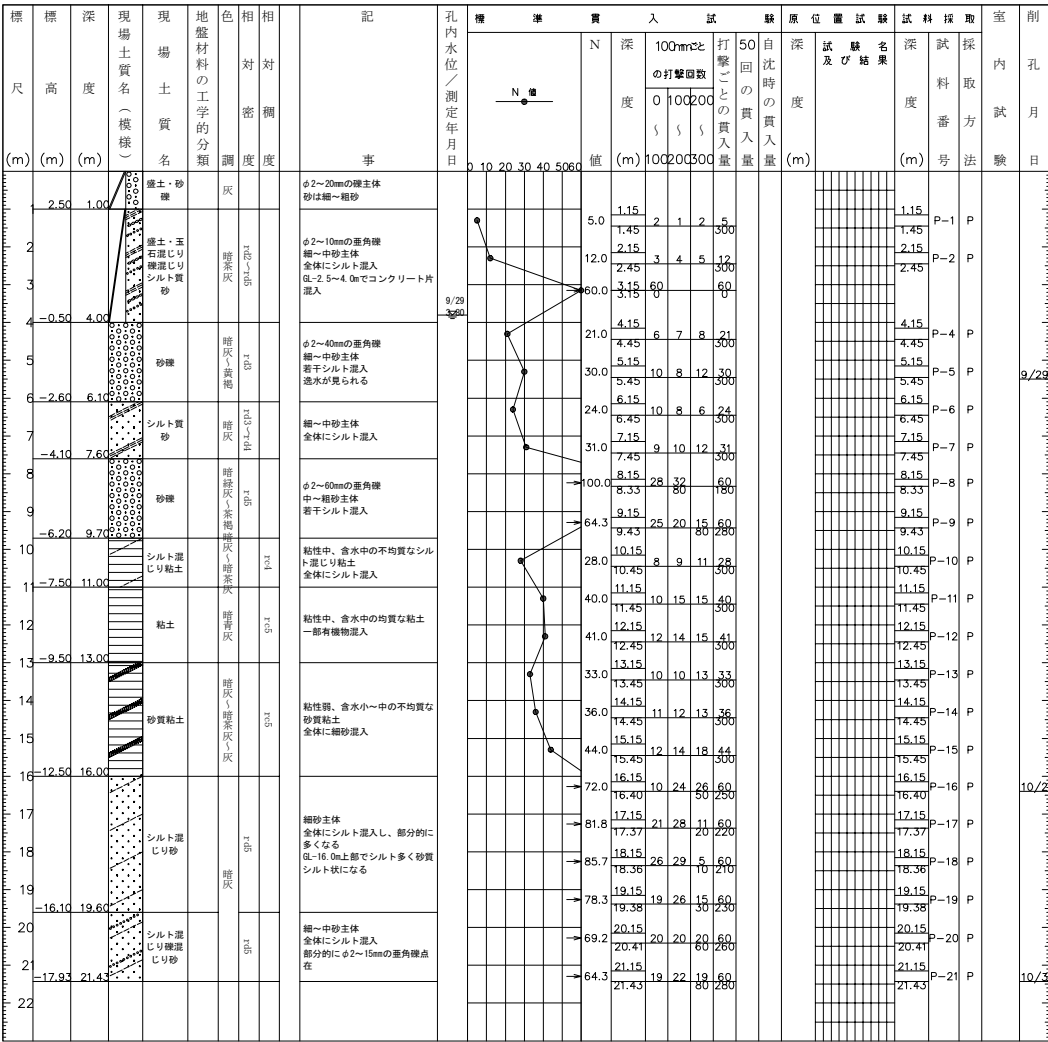 標尺(m)
標高(m)
深度(m)
現場土質名(模様)
現場土質名
地盤材料の工学的分類
色調
相対密度
相対稠度
記事
孔内水位/測定年月日
標準貫入試験
N 値
0 10 20 30 40 50 60
N値
深度(m)
100mmごとの打撃回数
0〜100
100〜200
200〜300
打撃ごとの貫入量
50回の貫入量
自沈時の貫入量
原位置試験
深度(m)
試験名及び結果
試料採取
深度(m)
試料番号
採取方法
室内試験
削孔月日
2.50 1.00
盛土・砂礫
灰
φ2~20mmの礫主体
砂は細~粗砂
-0.50 4.00
盛土・玉石混じり礫混じりシルト質砂
暗茶灰
rd2~rd5
φ2~10mmの亜角礫
細~中砂主体
全体にシルト混入
GL-2.5~4.0mでコンクリート片
混入
9/29
3.80
-2.60 6.10
砂礫
暗灰~黄褐
rd3
φ2~40mmの亜角礫
細~中砂主体
若干シルト混入
逸水が見られる
-4.10 7.60
シルト質砂
暗灰
rd3~rd4
細~中砂主体
全体にシルト混入
-6.20 9.70
砂礫
暗緑灰~茶褐
rd5
φ2~60mmの亜角礫
中~粗砂主体
若干シルト混入
-7.50 11.00
シルト混じり粘土
暗灰~暗茶灰
rc4
粘性中、含水中の不均質なシル
ト混じり粘土
全体にシルト混入
-9.50 13.00
粘土
暗青灰
rc5
粘性中、含水中の均質な粘土
一部有機物混入
-12.50 16.00
砂質粘土
暗灰~暗茶灰~灰
rc5
粘性弱、含水小~中の不均質な
砂質粘土
全体に細砂混入
-16.10 19.60
シルト混じり砂
暗灰
rd5
細砂主体
全体にシルト混入し、部分的に
多くなる
GL-16.0m上部でシルト多く砂質
シルト状になる
-17.93 21.43
シルト混じり礫混じり砂
rd5
細~中砂主体
全体にシルト混入
部分的にφ2~15mmの亜角礫点
在
1
2
3
4
5
6
7
8
9
10
11
12
13
14
15
16
17
18
19
20
21
22
5.0 1.15 1.45 2 1 2 5 300 1.15 1.45 P-1 P
12.0 2.15 2.45 3 4 5 12 300 2.15 2.45 P-2 P
60.0 3.15 3.15 60 0 60 0
21.0 4.15 4.45 6 7 8 21 300 4.15 4.45 P-4 P
30.0 5.15 5.45 10 8 12 30 300 5.15 5.45 P-5 P 9/29
24.0 6.15 6.45 10 8 6 24 300 6.15 6.45 P-6 P
31.0 7.15 7.45 9 10 12 31 300 7.15 7.45 P-7 P
100.0 8.15 8.33 28 32 80 60 180 8.15 8.33 P-8 P
64.3 9.15 9.43 25 20 15 80 60 280 9.15 9.43 P-9 P
28.0 10.15 10.45 8 9 11 28 300 10.15 10.45 P-10 P
40.0 11.15 11.45 10 15 15 40 300 11.15 11.45 P-11 P
41.0 12.15 12.45 12 14 15 41 300 12.15 12.45 P-12 P
33.0 13.15 13.45 10 10 13 33 300 13.15 13.45 P-13 P
36.0 14.15 14.45 11 12 13 36 300 14.15 14.45 P-14 P
44.0 15.15 15.45 12 14 18 44 300 15.15 15.45 P-15 P
72.0 16.15 16.40 10 24 26 50 60 250 16.15 16.40 P-16 P 10/2
81.8 17.15 17.37 21 28 11 20 60 220 17.15 17.37 P-17 P
85.7 18.15 18.36 26 29 5 10 60 210 18.15 18.36 P-18 P
78.3 19.15 19.38 19 26 15 30 60 230 19.15 19.38 P-19 P
69.2 20.15 20.41 20 20 20 60 60 260 20.15 20.41 P-20 P
64.3 21.15 21.43 19 22 19 80 60 280 21.15 21.43 P-21 P 10/3